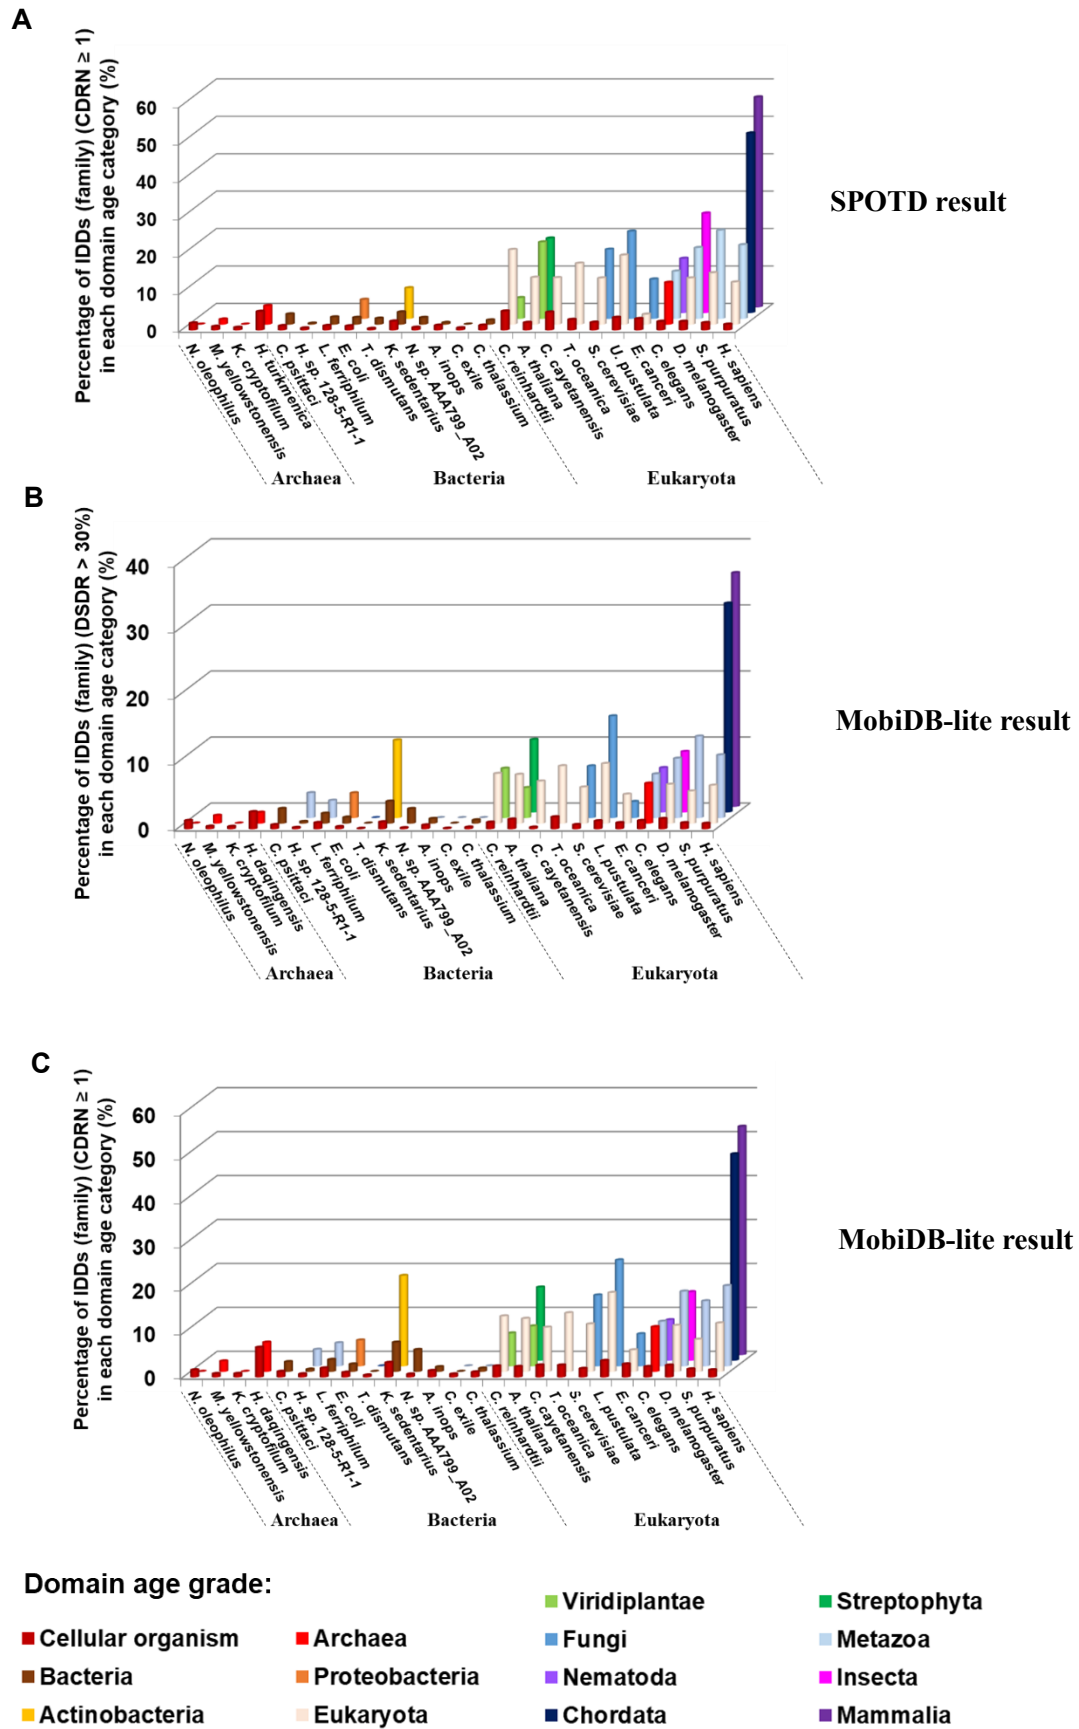 A
Percentage of IDDs (family) (CDRN ≥ 1)
in each domain age category (%)
60
50
40
30
20
10
0
N. oleophilus
M. yellowstonensis
K. cryptofilum
H. turkmenica
C. psittaci
H. sp. 128-5-R1-1
L. ferriphilum
E. coli
T. dismutans
K. sedentarius
N. sp. AAA799_A02
A. inops
C. exile
C. thalassium
C. reinhardtii
A. thaliana
C. cayetanensis
T. oceanica
S. cerevisiae
U. pustulata
E. canceri
C. elegans
D. melanogaster
S. purpuratus
H. sapiens
Archaea
Bacteria
Eukaryota
SPOTD result
B
Percentage of IDDs (family) (DSDR > 30%)
in each domain age category (%)
40
30
20
10
0
N. oleophilus
M. yellowstonensis
K. cryptofilum
H. daqingensis
C. psittaci
H. sp. 128-5-R1-1
L. ferriphilum
E. coli
T. dismutans
K. sedentarius
N. sp. AAA799_A02
A. inops
C. exile
C. thalassium
C. reinhardtii
A. thaliana
C. cayetanensis
T. oceanica
S. cerevisiae
L. pustulata
E. canceri
C. elegans
D. melanogaster
S. purpuratus
H. sapiens
Archaea
Bacteria
Eukaryota
MobiDB-lite result
C
Percentage of IDDs (family) (CDRN ≥ 1)
in each domain age category (%)
60
50
40
30
20
10
0
N. oleophilus
M. yellowstonensis
K. cryptofilum
H. daqingensis
C. psittaci
H. sp. 128-5-R1-1
L. ferriphilum
E. coli
T. dismutans
K. sedentarius
N. sp. AAA799_A02
A. inops
C. exile
C. thalassium
C. reinhardtii
A. thaliana
C. cayetanensis
T. oceanica
S. cerevisiae
L. pustulata
E. canceri
C. elegans
D. melanogaster
S. purpuratus
H. sapiens
Archaea
Bacteria
Eukaryota
MobiDB-lite result
Domain age grade:
Viridiplantae
Streptophyta
Cellular organism
Archaea
Fungi
Metazoa
Bacteria
Proteobacteria
Nematoda
Insecta
Actinobacteria
Eukaryota
Chordata
Mammalia